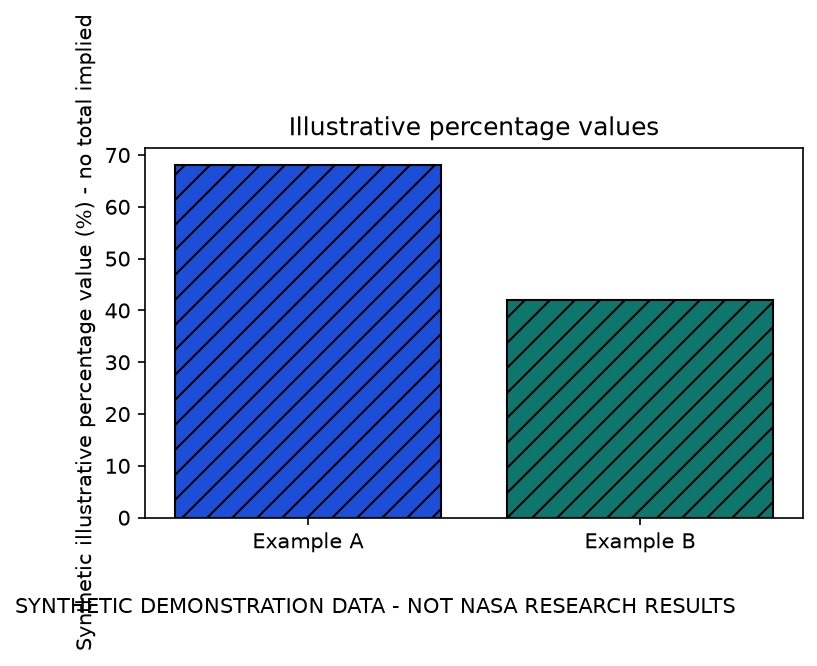 Illustrative percentage values
Synthetic illustrative percentage value (%) - no total implied
70
60
50
40
30
20
10
0
Example A
Example B
SYNTHETIC DEMONSTRATION DATA - NOT NASA RESEARCH RESULTS